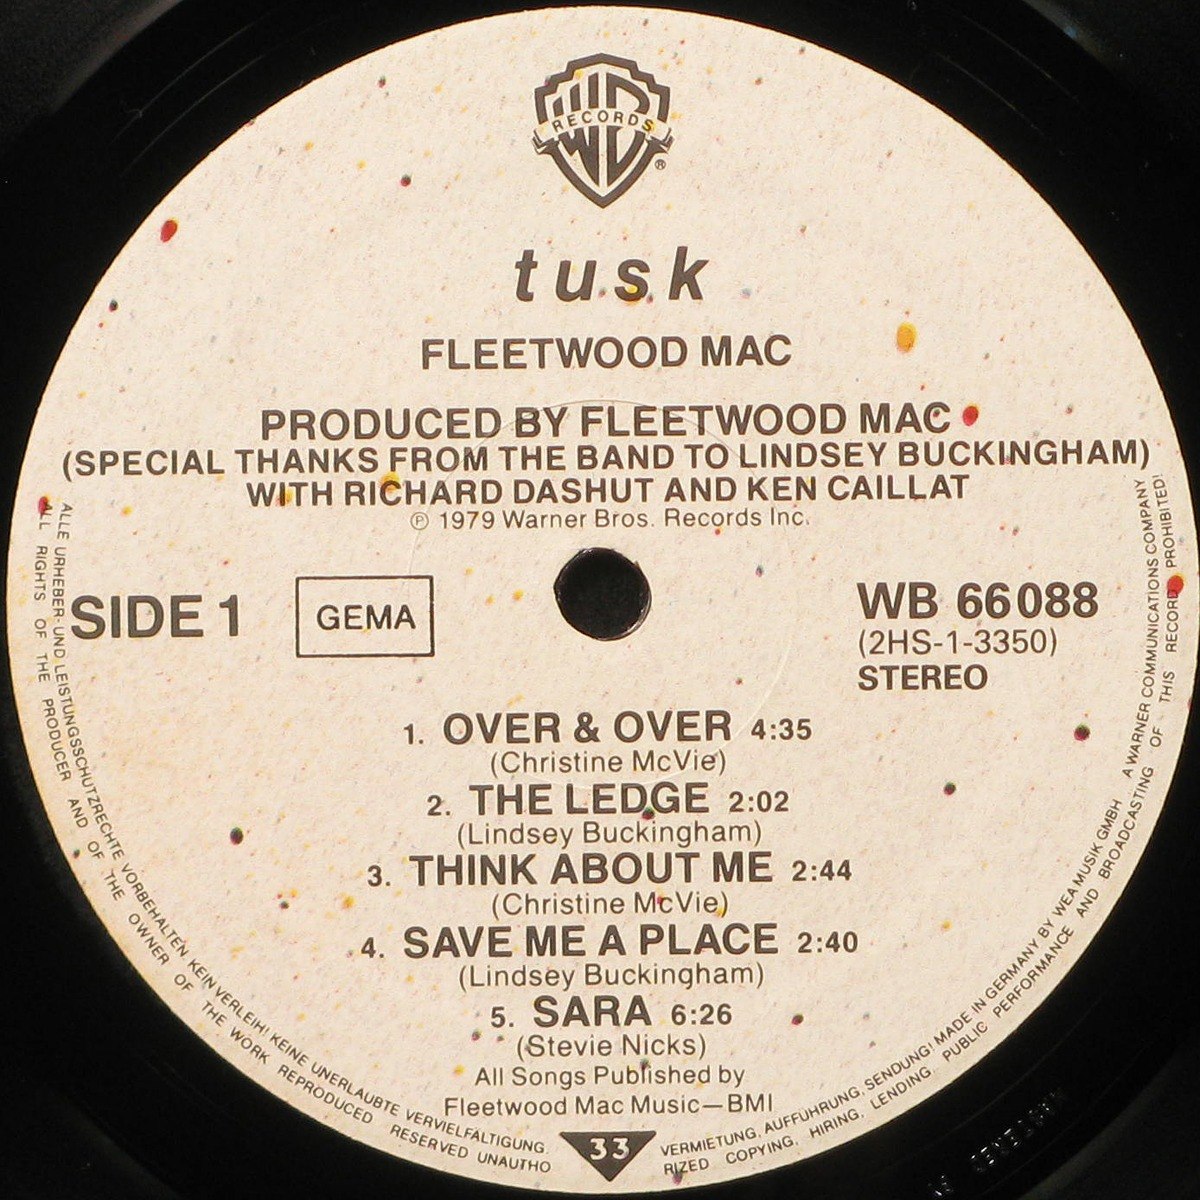 WB
RECORDS
®
tusk
FLEETWOOD MAC
PRODUCED BY FLEETWOOD MAC
(SPECIAL THANKS FROM THE BAND TO LINDSEY BUCKINGHAM)
WITH RICHARD DASHUT AND KEN CAILLAT
℗ 1979 Warner Bros. Records Inc.
SIDE 1
GEMA
WB 66 088
(2HS-1-3350)
STEREO
1. OVER & OVER 4:35
(Christine McVie)
2. THE LEDGE 2:02
(Lindsey Buckingham)
3. THINK ABOUT ME 2:44
(Christine McVie)
4. SAVE ME A PLACE 2:40
(Lindsey Buckingham)
5. SARA 6:26
(Stevie Nicks)
All Songs Published by
Fleetwood Mac Music—BMI
33
ALLE URHEBER- UND LEISTUNGSSCHUTZRECHTE VORBEHALTEN. KEIN VERLEIH! KEINE UNERLAUBTE VERVIELFÄLTIGUNG. VERMIETUNG, AUFFÜHRUNG, SENDUNG! MADE IN GERMANY BY WEA MUSIK GMBH A WARNER COMMUNICATIONS COMPANY
ALL RIGHTS OF THE PRODUCER AND OF THE OWNER OF THE WORK REPRODUCED RESERVED UNAUTHORIZED COPYING, HIRING, LENDING, PUBLIC PERFORMANCE AND BROADCASTING OF THIS RECORD PROHIBITED!